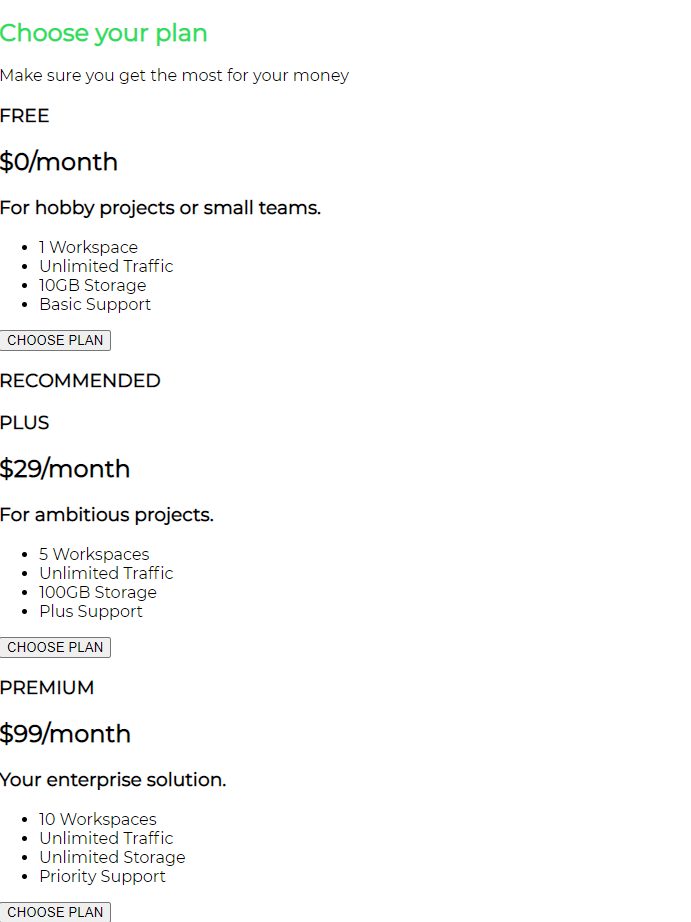 Choose your plan
Make sure you get the most for your money
FREE
$0/month
For hobby projects or small teams.
1 Workspace
Unlimited Traffic
10GB Storage
Basic Support
CHOOSE PLAN
RECOMMENDED
PLUS
$29/month
For ambitious projects.
5 Workspaces
Unlimited Traffic
100GB Storage
Plus Support
CHOOSE PLAN
PREMIUM
$99/month
Your enterprise solution.
10 Workspaces
Unlimited Traffic
Unlimited Storage
Priority Support
CHOOSE PLAN